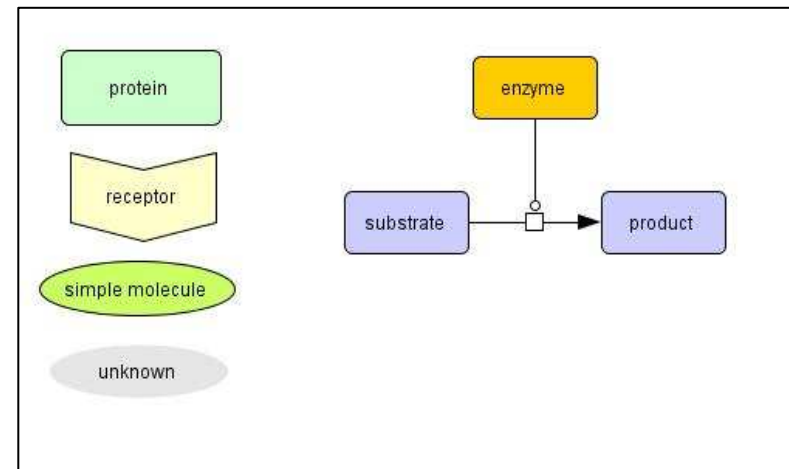 protein
receptor
simple molecule
unknown
enzyme
substrate
product